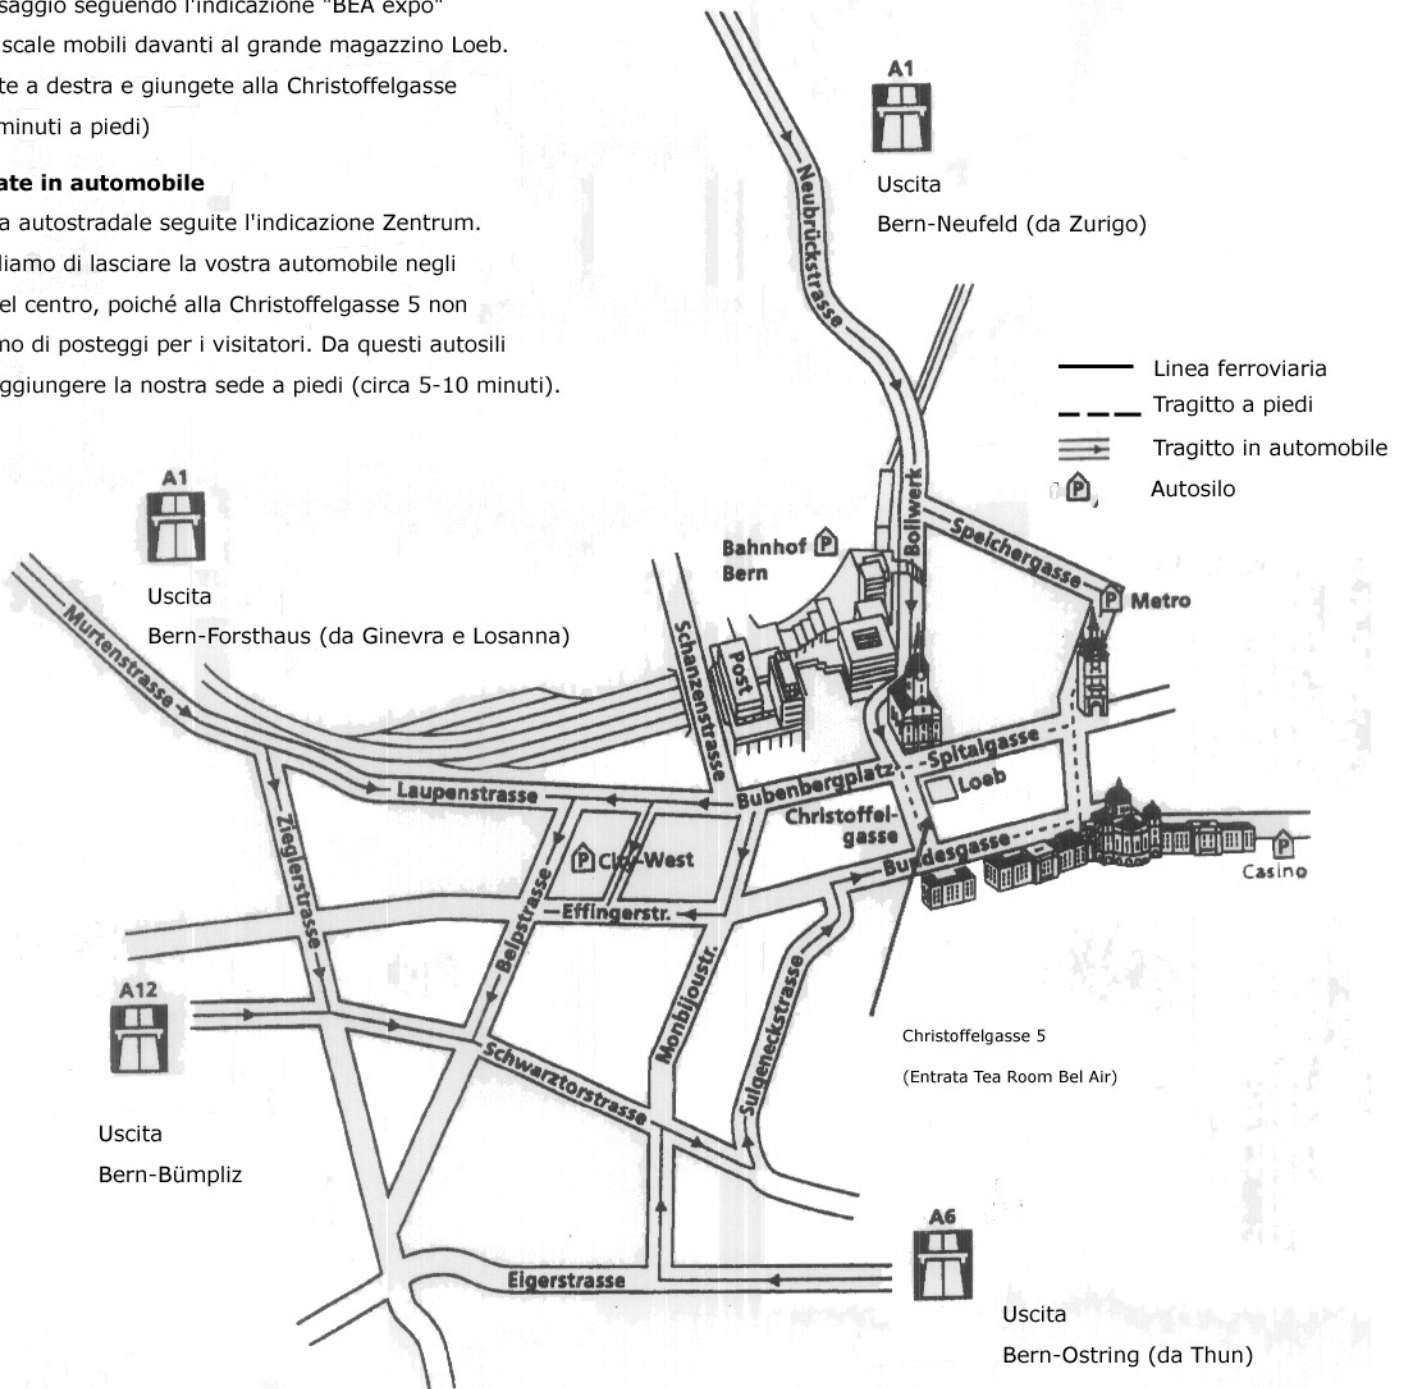 saggio seguendo l'indicazione "BEA expo"
scale mobili davanti al grande magazzino Loeb.
te a destra e giungete alla Christoffelgasse
minuti a piedi)
ate in automobile
a autostradale seguite l'indicazione Zentrum.
liamo di lasciare la vostra automobile negli
el centro, poiché alla Christoffelgasse 5 non
mo di posteggi per i visitatori. Da questi autosili
aggiungere la nostra sede a piedi (circa 5-10 minuti).
A1
Uscita
Bern-Neufeld (da Zurigo)
Neubrückstrasse
Linea ferroviaria
Tragitto a piedi
Tragitto in automobile
P
Autosilo
A1
Uscita
Bern-Forsthaus (da Ginevra e Losanna)
Bollwerk
Speichergasse
Bahnhof P
Bern
P Metro
Murtenstrasse
Schanzenstrasse
Post
Spitalgasse
Bubenbergplatz
Loeb
Laupenstrasse
Christoffel-
gasse
Bundesgasse
P
Casino
Zieglerstrasse
P City-West
Belpstrasse
Effingerstr.
Monbijoustr.
Sulgeneckstrasse
A12
Uscita
Bern-Bümpliz
Schwarztorstrasse
Christoffelgasse 5
(Entrata Tea Room Bel Air)
Eigerstrasse
A6
Uscita
Bern-Ostring (da Thun)